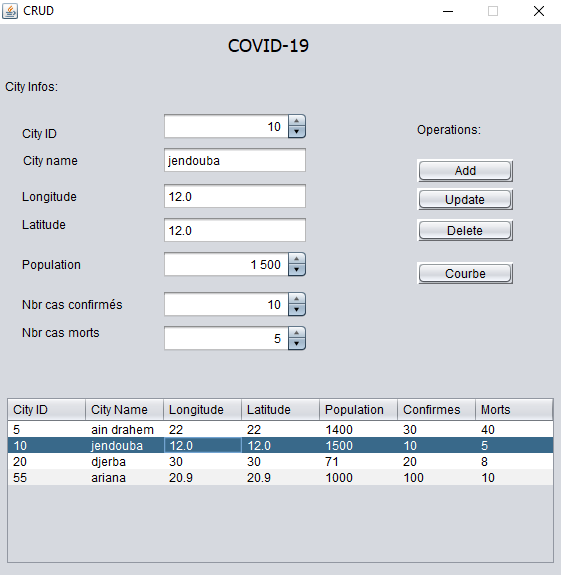 CRUD
COVID-19
City Infos:
City ID 10
Operations:
City name jendouba
Add
Longitude 12.0
Update
Latitude 12.0
Delete
Population 1 500
Courbe
Nbr cas confirmés 10
Nbr cas morts 5
City ID City Name Longitude Latitude Population Confirmes Morts
5 ain drahem 22 22 1400 30 40
10 jendouba 12.0 12.0 1500 10 5
20 djerba 30 30 71 20 8
55 ariana 20.9 20.9 1000 100 10